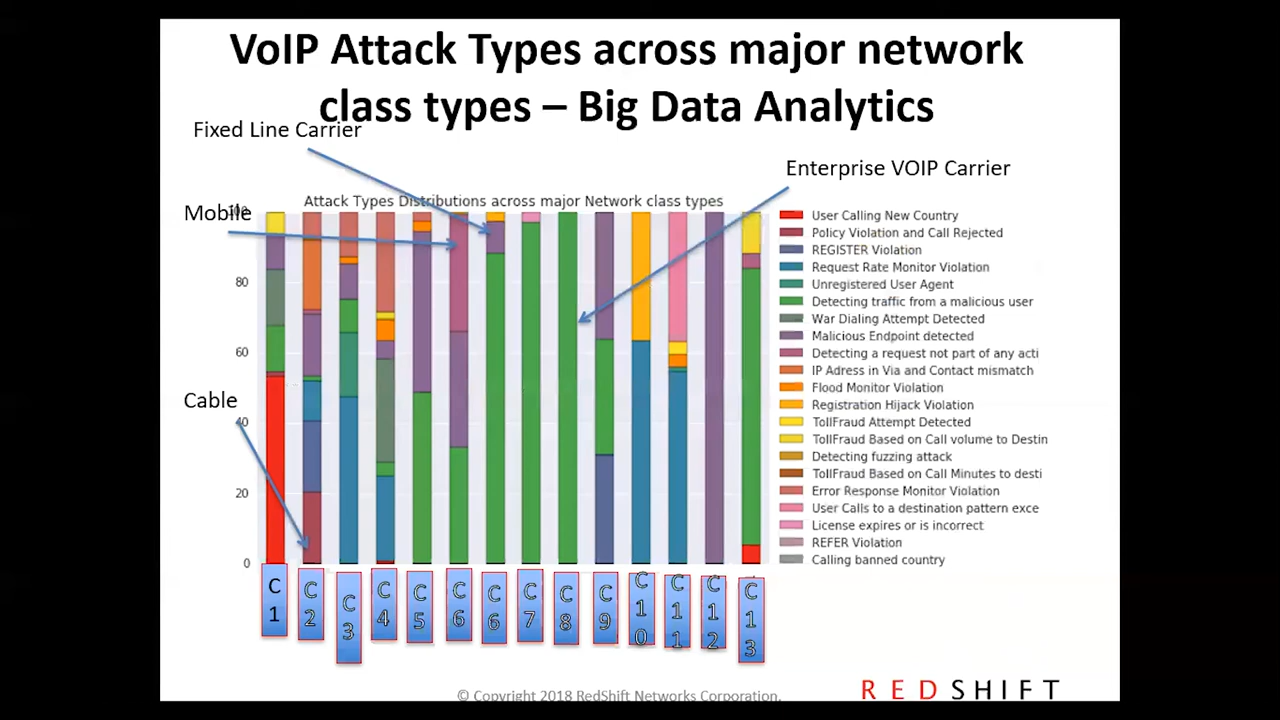 VoIP Attack Types across major network
class types – Big Data Analytics
Fixed Line Carrier
Enterprise VOIP Carrier
Attack Types Distributions across major Network class types
Mobile
Cable
100
80
60
40
20
0
User Calling New Country
Policy Violation and Call Rejected
REGISTER Violation
Request Rate Monitor Violation
Unregistered User Agent
Detecting traffic from a malicious user
War Dialing Attempt Detected
Malicious Endpoint detected
Detecting a request not part of any acti
IP Adress in Via and Contact mismatch
Flood Monitor Violation
Registration Hijack Violation
TollFraud Attempt Detected
TollFraud Based on Call volume to Destin
Detecting fuzzing attack
TollFraud Based on Call Minutes to desti
Error Response Monitor Violation
User Calls to a destination pattern exce
License expires or is incorrect
REFER Violation
Calling banned country
C1
C2
C3
C4
C5
C6
C6
C7
C8
C9
C10
C11
C12
C13
© Copyright 2018 RedShift Networks Corporation.
REDSHIFT